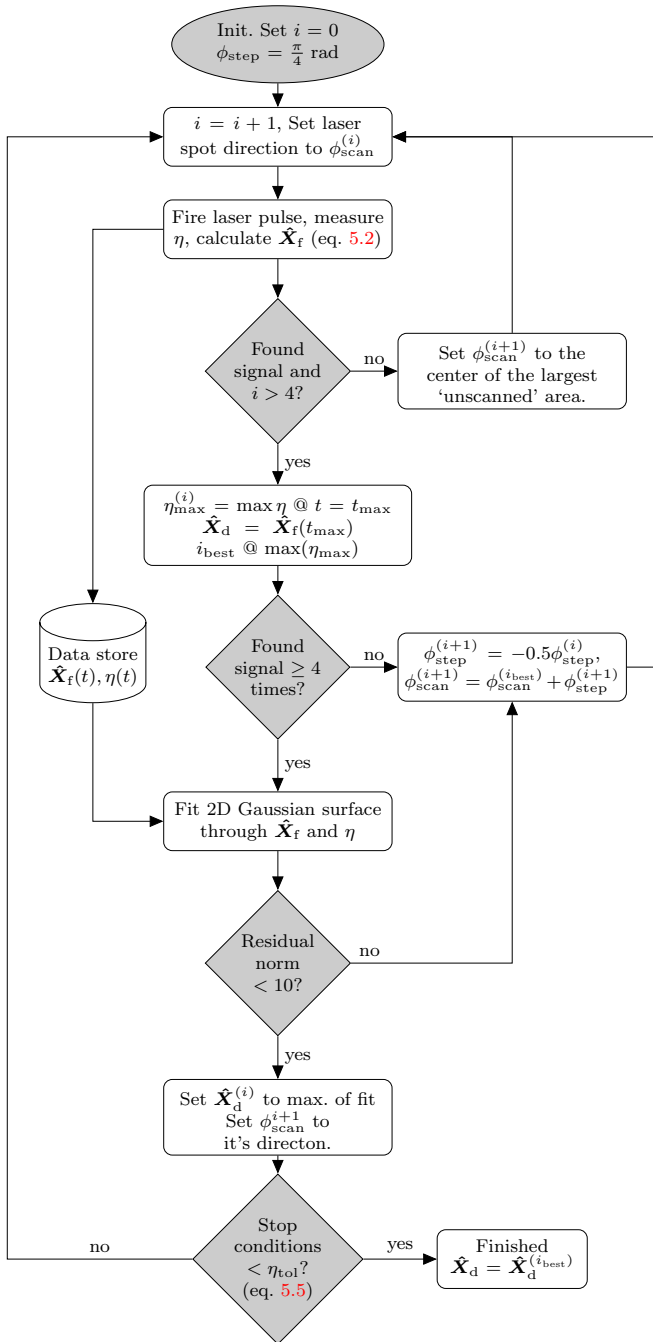 Init. Set i = 0
ϕ_step = π/4 rad
i = i + 1, Set laser
spot direction to ϕ_scan^(i)
Fire laser pulse, measure
η, calculate X̂_f (eq. 5.2)
Found
signal and
i > 4?
no
Set ϕ_scan^(i+1) to the
center of the largest
‘unscanned’ area.
yes
η_max^(i) = max η @ t = t_max
X̂_d = X̂_f(t_max)
i_best @ max(η_max)
Data store
X̂_f(t), η(t)
Found
signal ≥ 4
times?
no
ϕ_step^(i+1) = −0.5ϕ_step^(i),
ϕ_scan^(i+1) = ϕ_scan^(i_best) + ϕ_step^(i+1)
yes
Fit 2D Gaussian surface
through X̂_f and η
Residual
norm
< 10?
no
yes
Set X̂_d^(i) to max. of fit
Set ϕ_scan^i+1 to
it's directon.
Stop
conditions
< η_tol?
(eq. 5.5)
no
yes
Finished
X̂_d = X̂_d^(i_best)